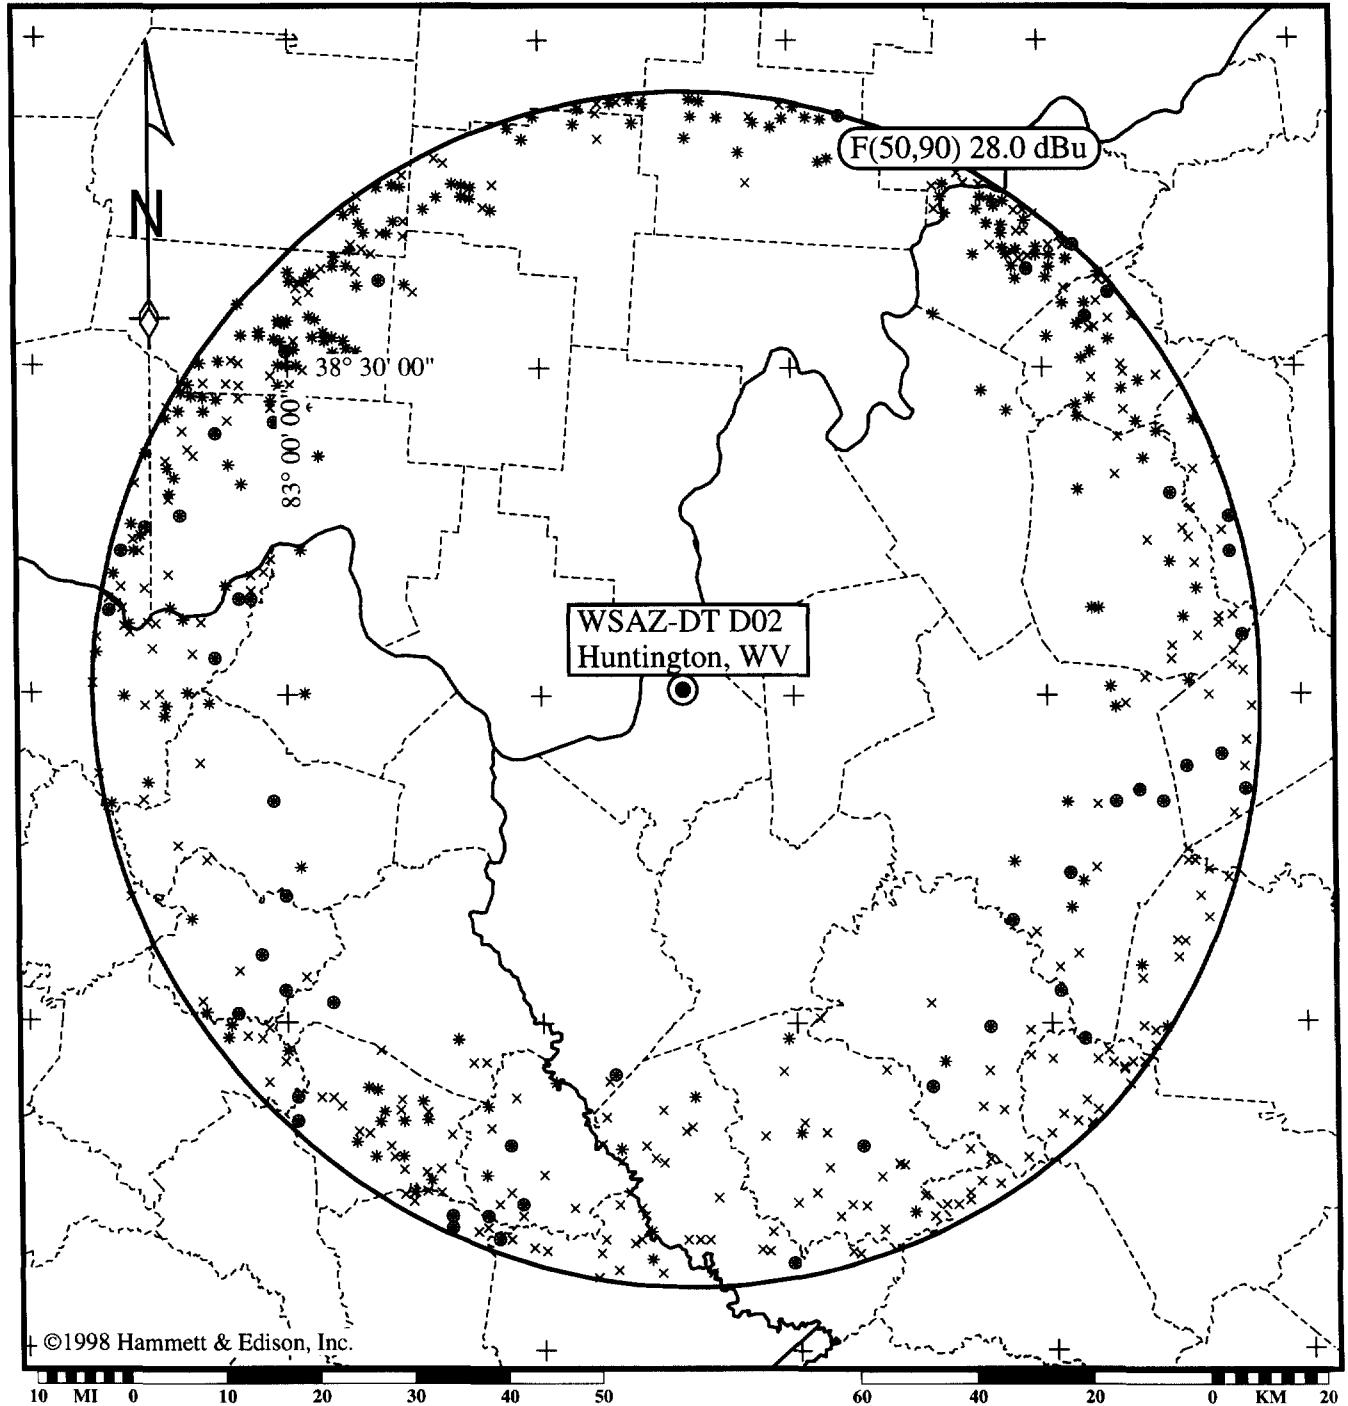 F(50,90) 28.0 dBu
N
38° 30' 00"
83° 00' 00"
WSAZ-DT D02
Huntington, WV
©1998 Hammett & Edison, Inc.
10 MI 0 10 20 30 40 50 60 40 20 0 KM 20